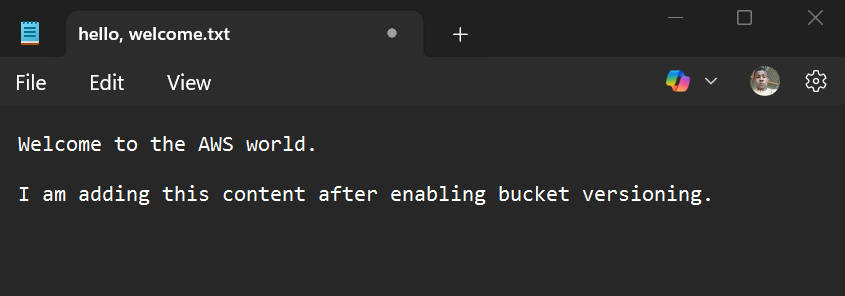 hello, welcome.txt
File Edit View
Welcome to the AWS world.
I am adding this content after enabling bucket versioning.